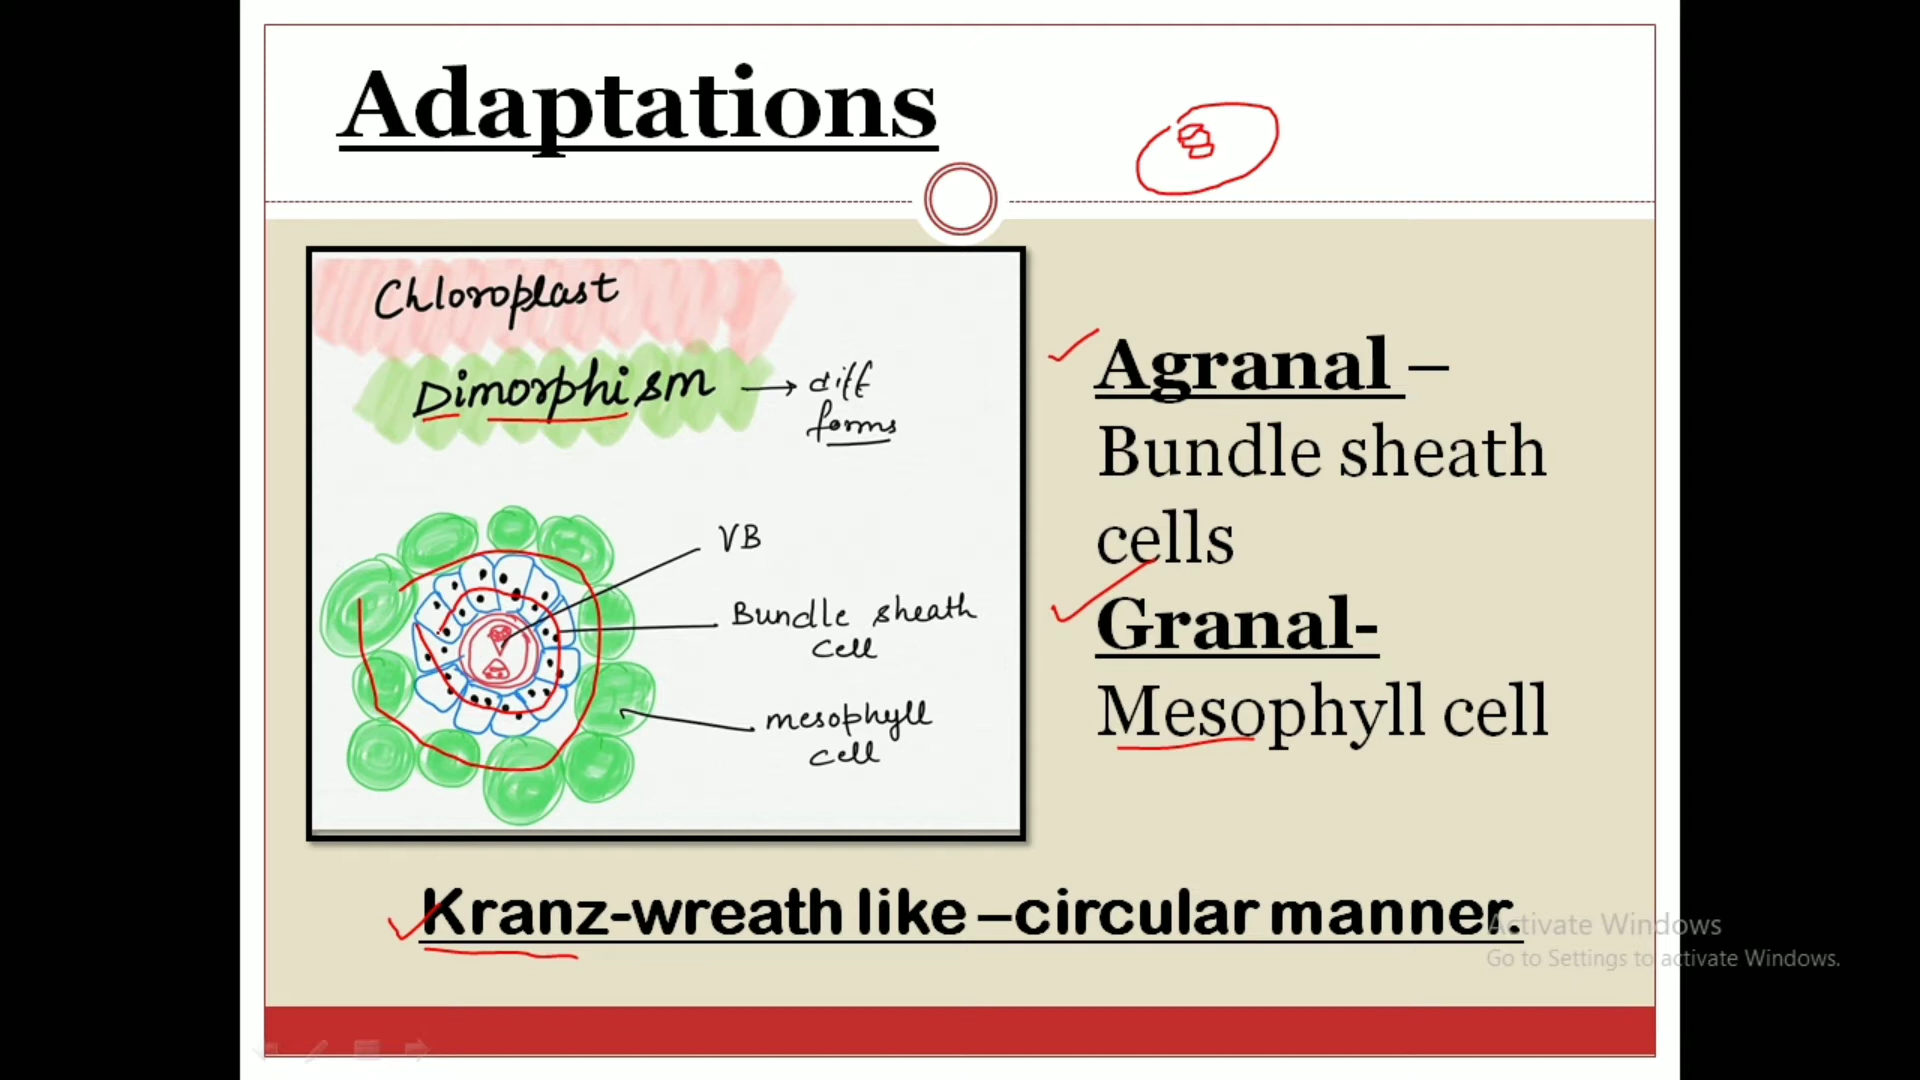 Adaptations
Chloroplast
Dimorphism → diff
forms
VB
Bundle sheath
cell
mesophyll
cell
Agranal –
Bundle sheath
cells
Granal-
Mesophyll cell
Kranz-wreath like –circular manner.
Activate Windows
Go to Settings to activate Windows.